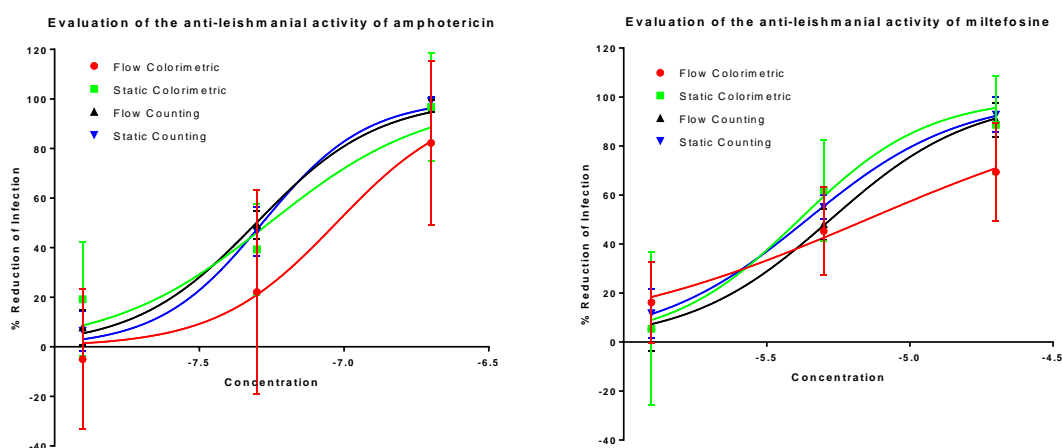 Evaluation of the anti-leishmanial activity of amphotericin
120
100
80
60
40
20
0
-20
-40
% Reduction of Infection
Flow Colorimetric
Static Colorimetric
Flow Counting
Static Counting
-7.5
-7.0
-6.5
Concentration
Evaluation of the anti-leishmanial activity of miltefosine
120
100
80
60
40
20
0
-20
-40
% Reduction of Infection
Flow Colorimetric
Static Colorimetric
Flow Counting
Static Counting
-5.5
-5.0
-4.5
Concentration